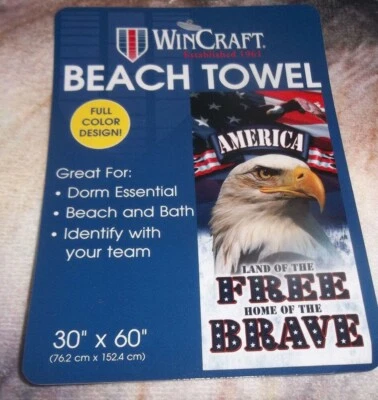 WINCRAFT.
Established 1961
BEACH TOWEL
FULL
COLOR
DESIGN!
Great For:
• Dorm Essential
• Beach and Bath
• Identify with
your team
30" x 60"
(76.2 cm x 152.4 cm)
AMERICA
LAND OF THE
FREE
HOME OF THE
BRAVE